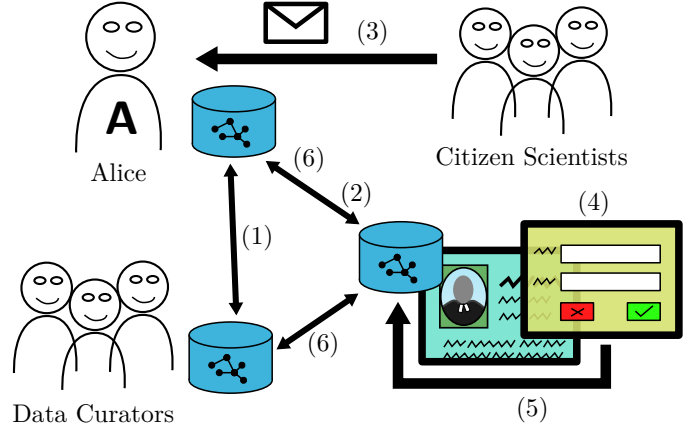 (3)
A
Alice
Citizen Scientists
(6)
(2)
(4)
(1)
(6)
(5)
Data Curators